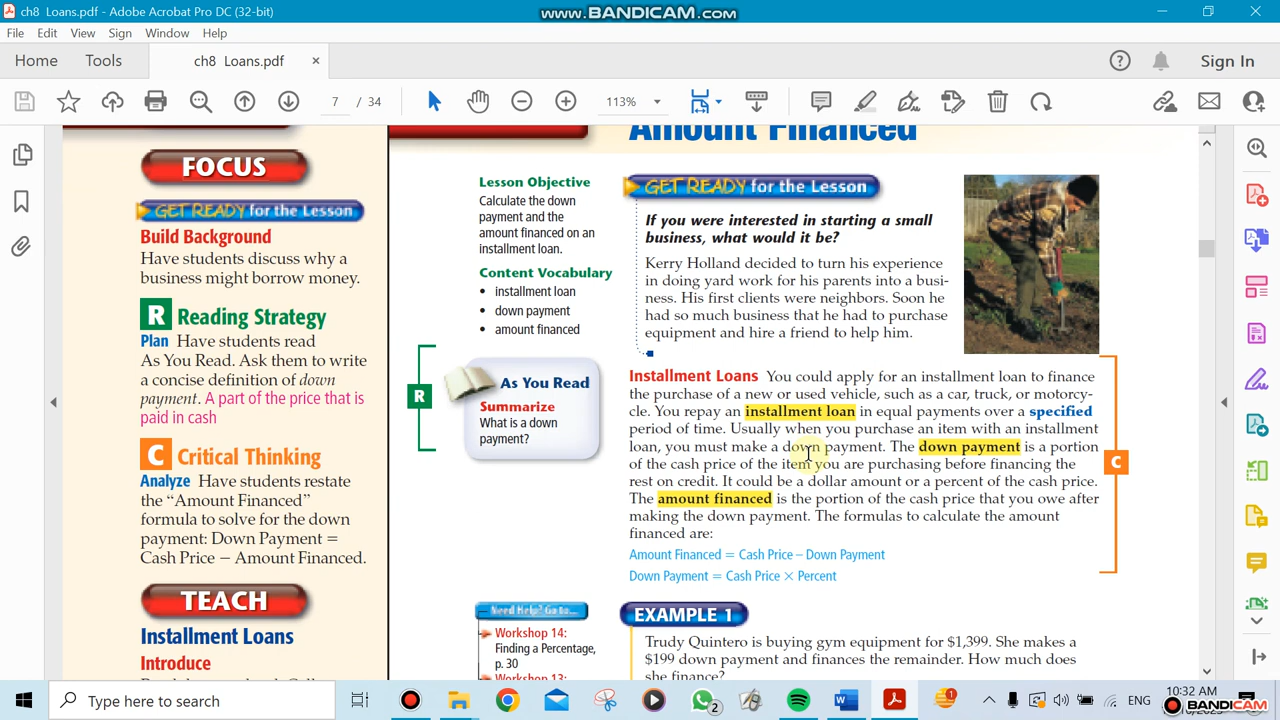 ch8 Loans.pdf - Adobe Acrobat Pro DC (32-bit)
www.BANDICAM.com
File Edit View Sign Window Help
Home Tools ch8 Loans.pdf × Sign In
7 / 34 113%
Amount Financed
FOCUS
GET READY for the Lesson
Build Background
Have students discuss why a
business might borrow money.
R Reading Strategy
Plan Have students read
As You Read. Ask them to write
a concise definition of down
payment. A part of the price that is
paid in cash
C Critical Thinking
Analyze Have students restate
the “Amount Financed”
formula to solve for the down
payment: Down Payment =
Cash Price − Amount Financed.
TEACH
Installment Loans
Introduce
Lesson Objective
Calculate the down
payment and the
amount financed on an
installment loan.
Content Vocabulary
• installment loan
• down payment
• amount financed
R
As You Read
Summarize
What is a down
payment?
GET READY for the Lesson
If you were interested in starting a small
business, what would it be?
Kerry Holland decided to turn his experience
in doing yard work for his parents into a busi-
ness. His first clients were neighbors. Soon he
had so much business that he had to purchase
equipment and hire a friend to help him.
Installment Loans You could apply for an installment loan to finance
the purchase of a new or used vehicle, such as a car, truck, or motorcy-
cle. You repay an installment loan in equal payments over a specified
period of time. Usually when you purchase an item with an installment
loan, you must make a down payment. The down payment is a portion
of the cash price of the item you are purchasing before financing the
rest on credit. It could be a dollar amount or a percent of the cash price.
The amount financed is the portion of the cash price that you owe after
making the down payment. The formulas to calculate the amount
financed are:
Amount Financed = Cash Price − Down Payment
Down Payment = Cash Price × Percent
C
Need Help? Go to...
Workshop 14:
Finding a Percentage,
p. 30
Workshop 13:
EXAMPLE 1
Trudy Quintero is buying gym equipment for $1,399. She makes a
$199 down payment and finances the remainder. How much does
she finance?
Type here to search
2
1
ENG
10:32 AM
BANDICAM